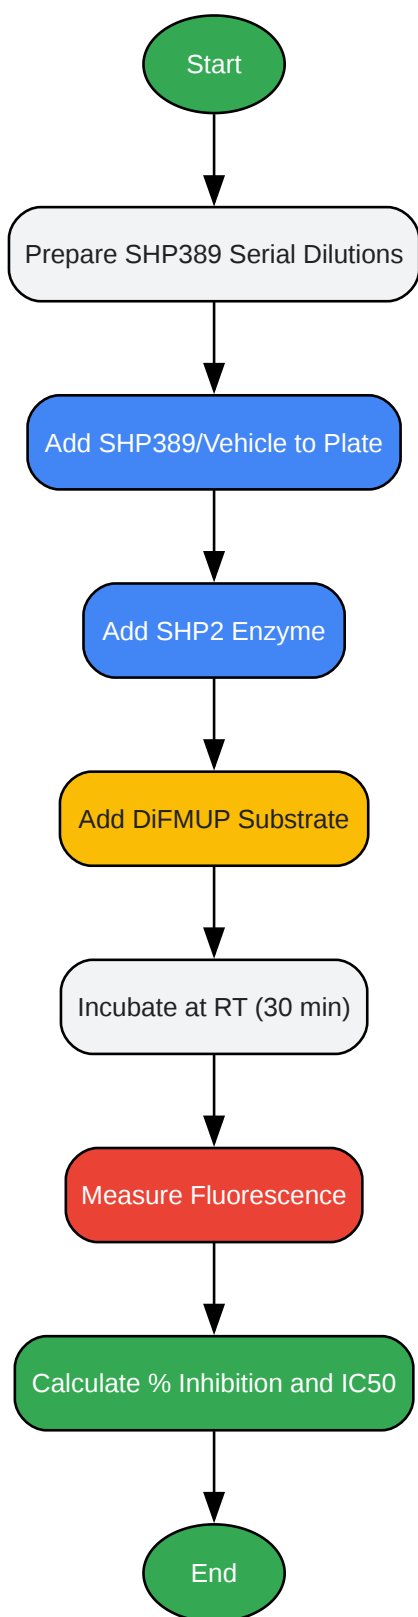 Start
Prepare SHP389 Serial Dilutions
Add SHP389/Vehicle to Plate
Add SHP2 Enzyme
Add DiFMUP Substrate
Incubate at RT (30 min)
Measure Fluorescence
Calculate % Inhibition and IC50
End